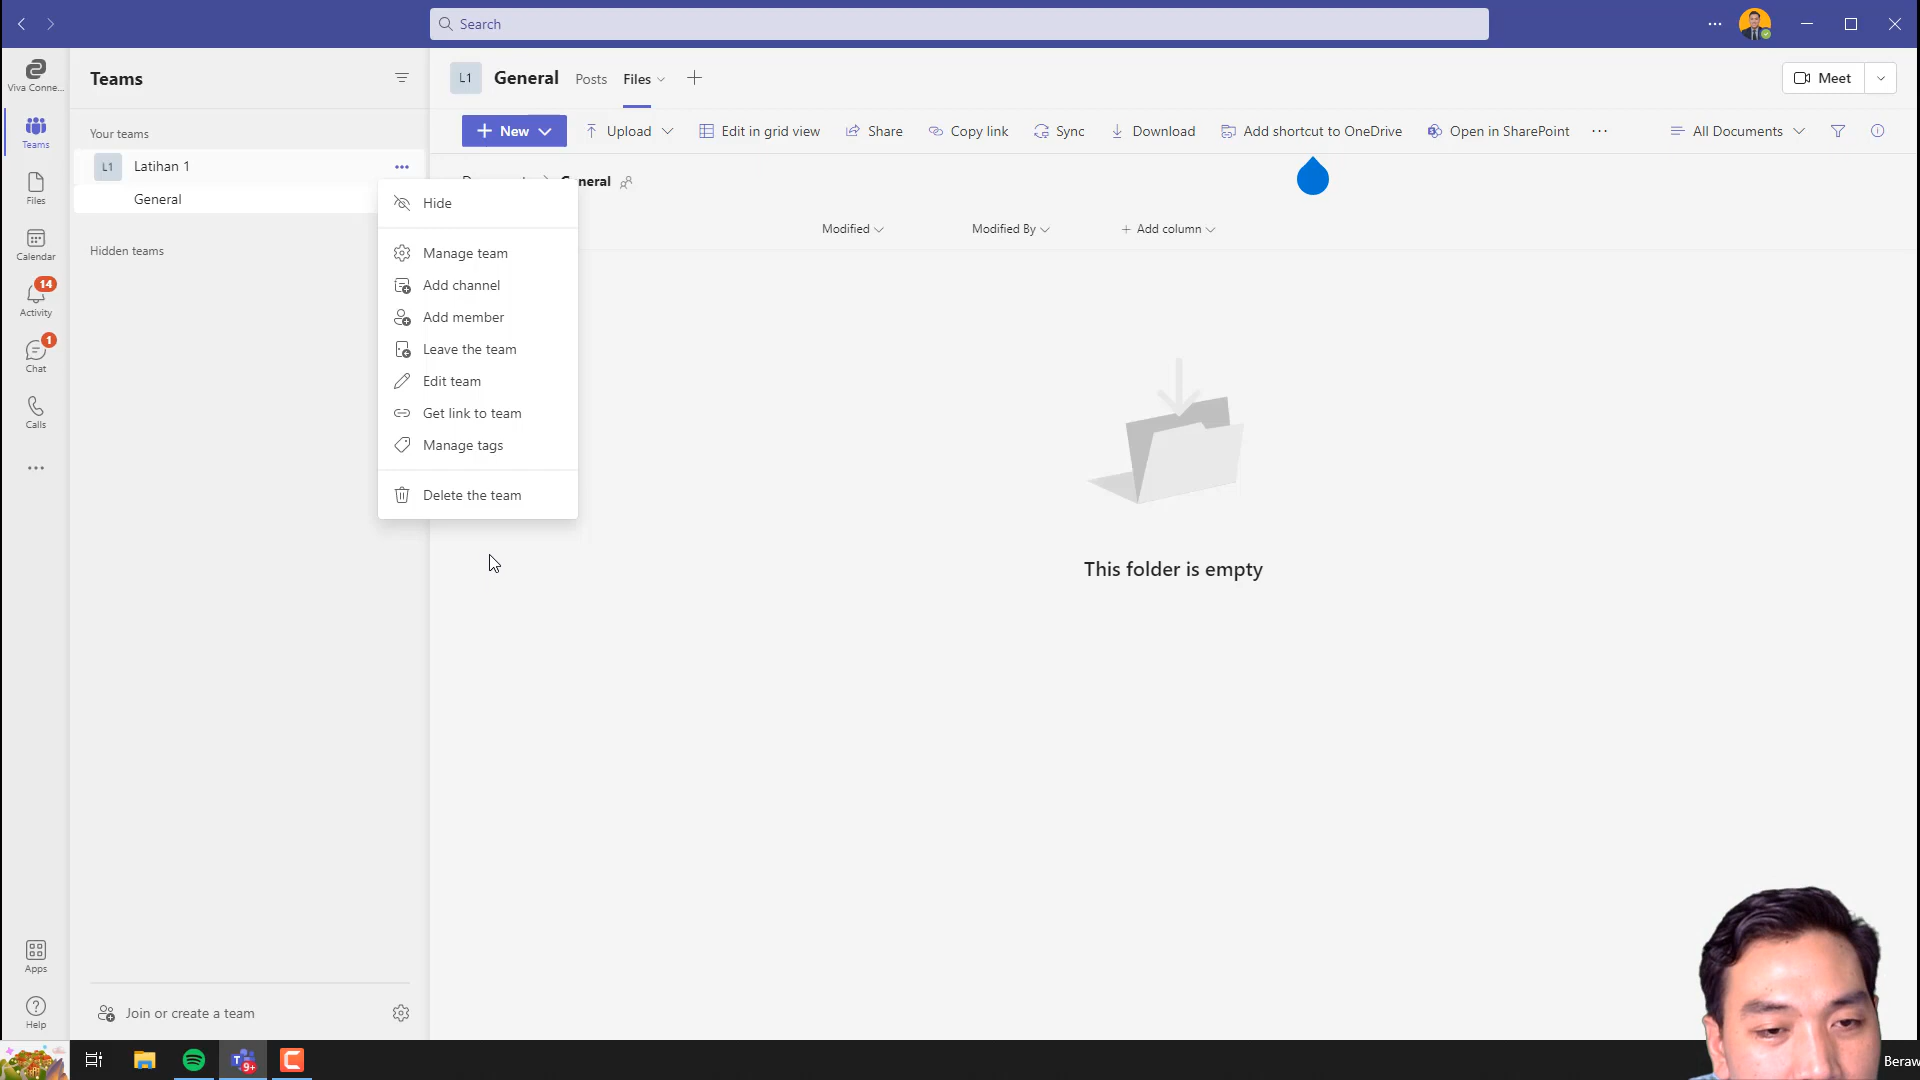 Search
Viva Conne...
Teams
Files
Calendar
14
Activity
1
Chat
Calls
Apps
Help
Teams
Your teams
L1 Latihan 1
General
Hidden teams
Join or create a team
Hide
Manage team
Add channel
Add member
Leave the team
Edit team
Get link to team
Manage tags
Delete the team
L1 General Posts Files
Meet
New Upload Edit in grid view Share Copy link Sync Download Add shortcut to OneDrive Open in SharePoint ... All Documents
General
Modified Modified By Add column
This folder is empty
T 9+
Beraw